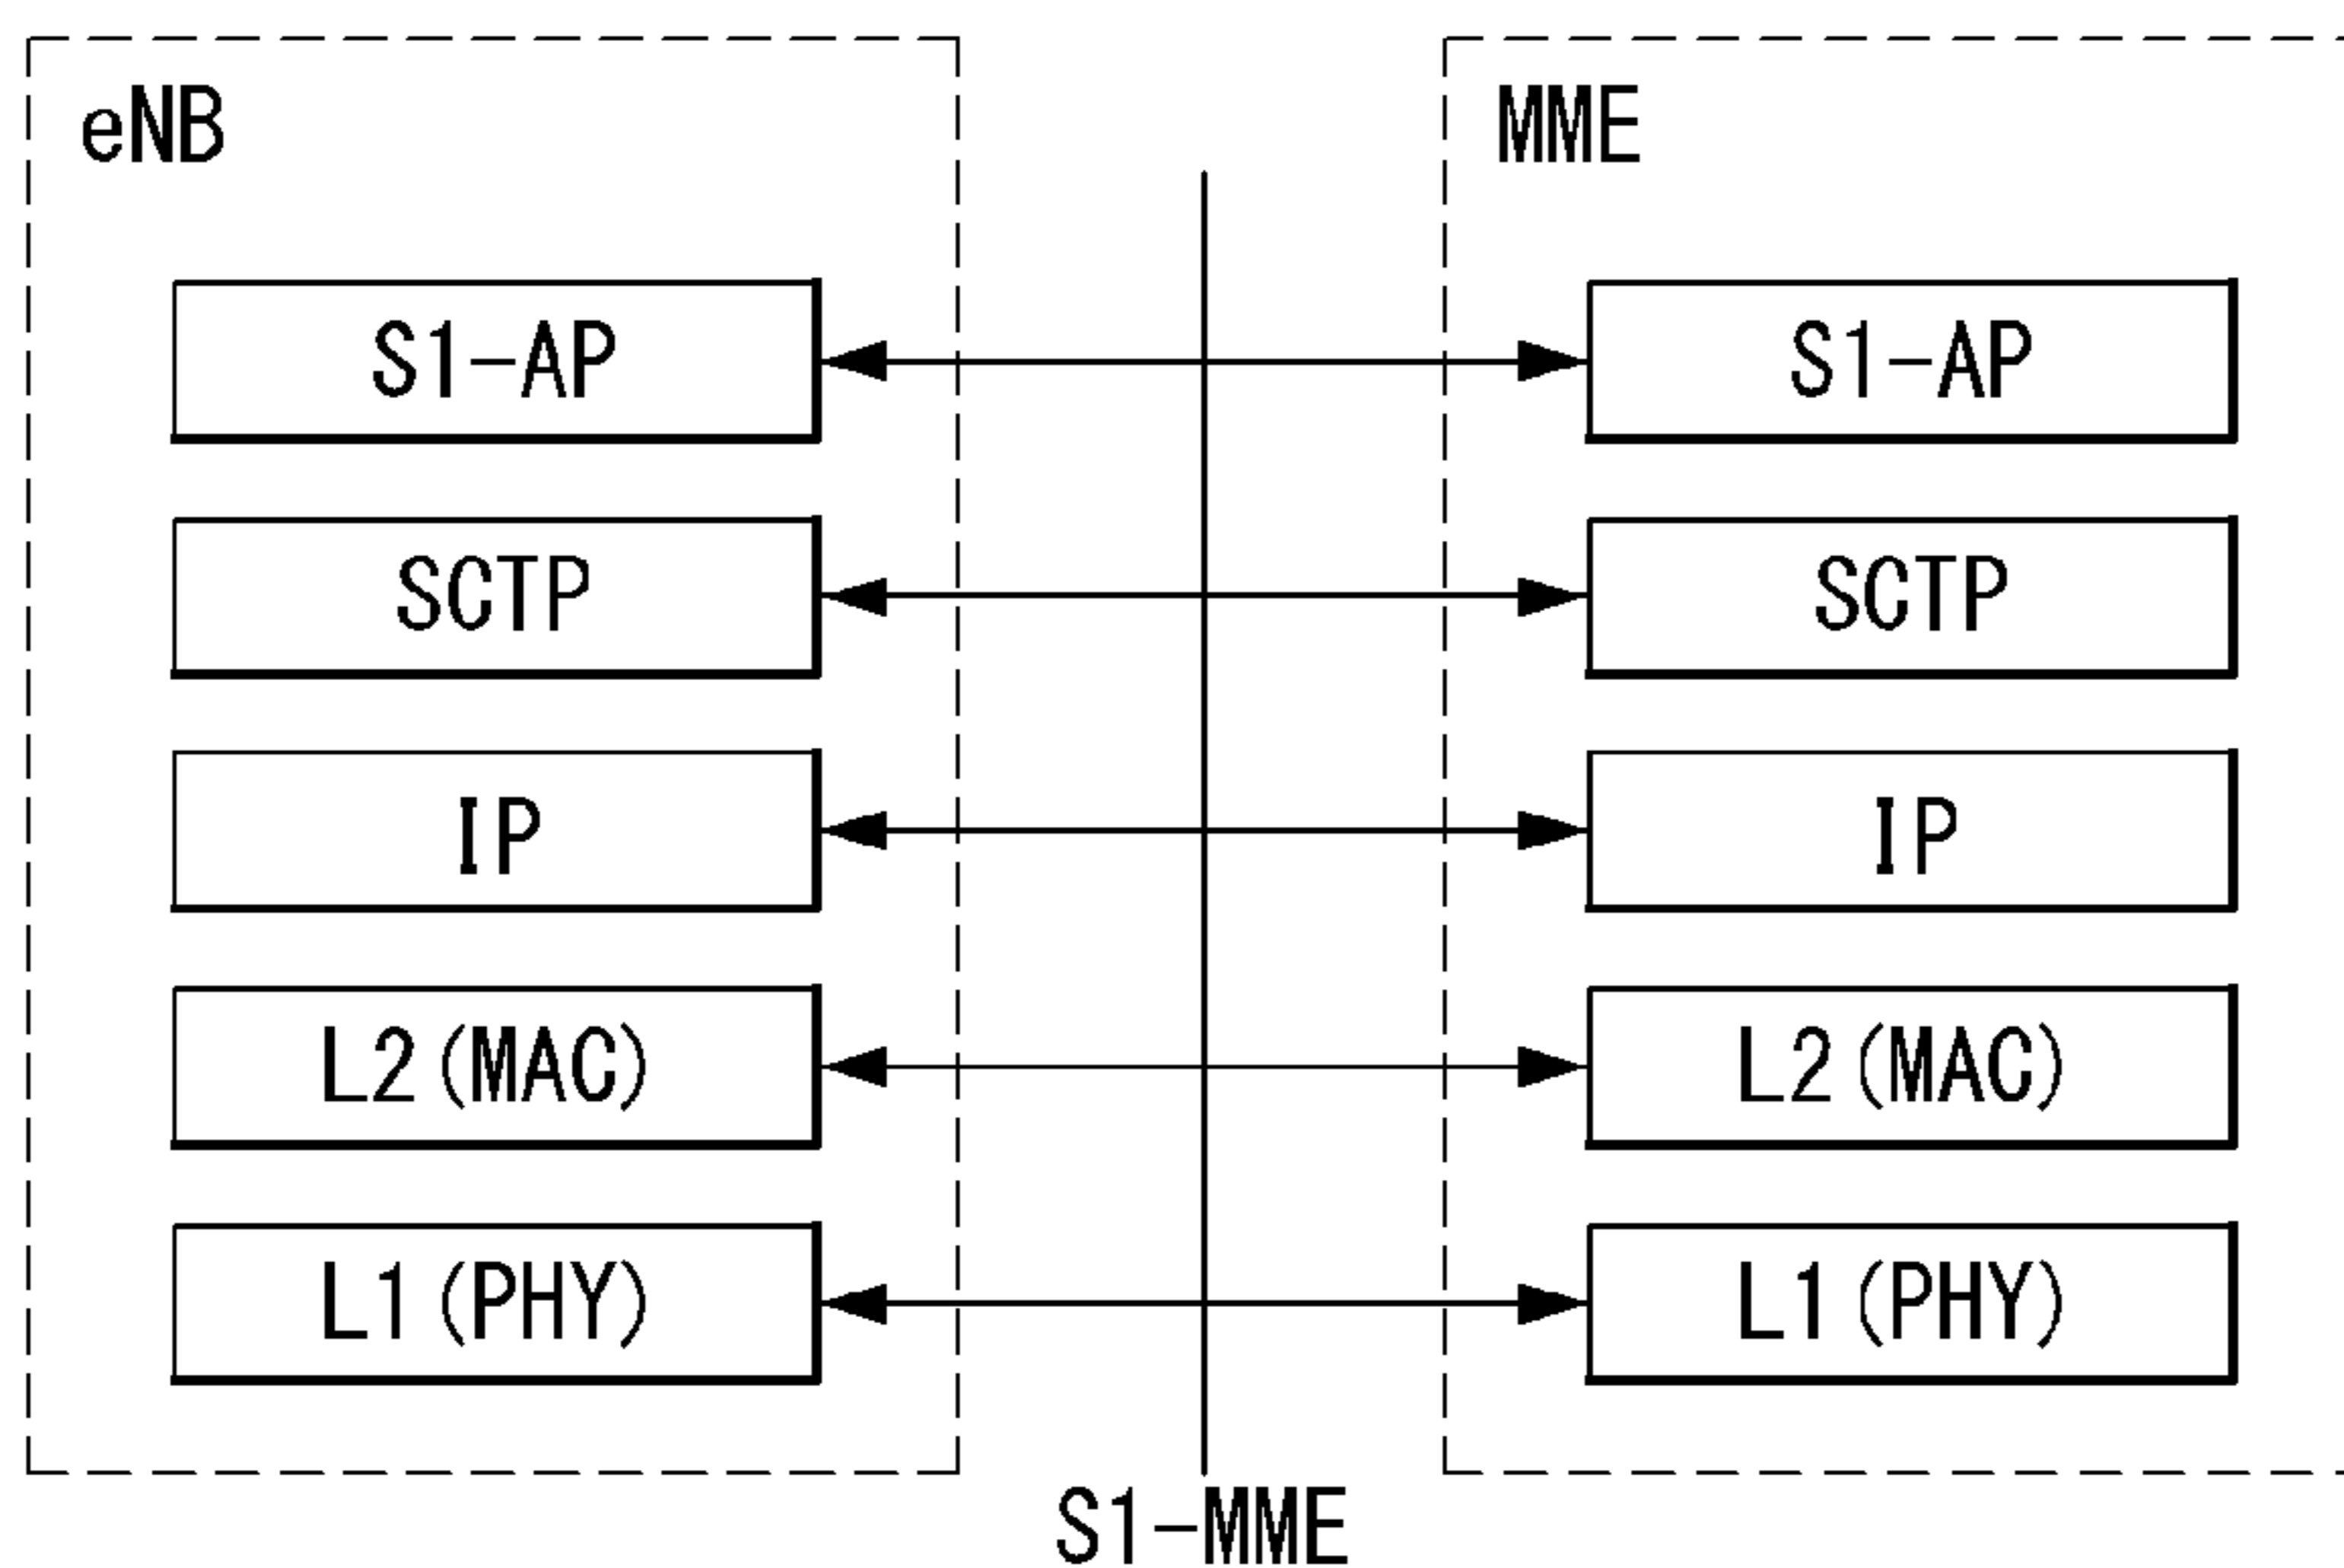 eNB
MME
S1-AP
S1-AP
SCTP
SCTP
IP
IP
L2(MAC)
L2(MAC)
L1(PHY)
L1(PHY)
S1-MME